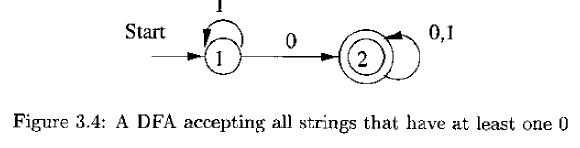 1
Start
0
0,1
1
2
Figure 3.4: A DFA accepting all strings that have at least one 0